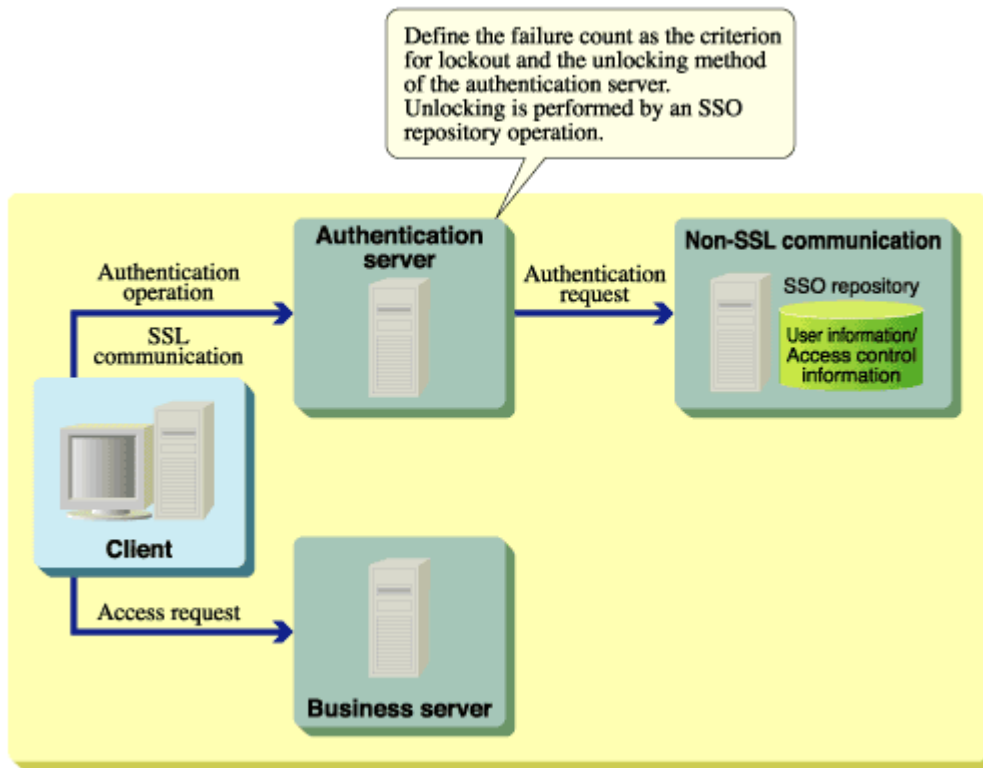 Define the failure count as the criterion
for lockout and the unlocking method
of the authentication server.
Unlocking is performed by an SSO
repository operation.
Authentication
server
Non-SSL communication
Authentication
operation
SSL
communication
Authentication
request
SSO repository
User information/
Access control
information
Client
Access request
Business server